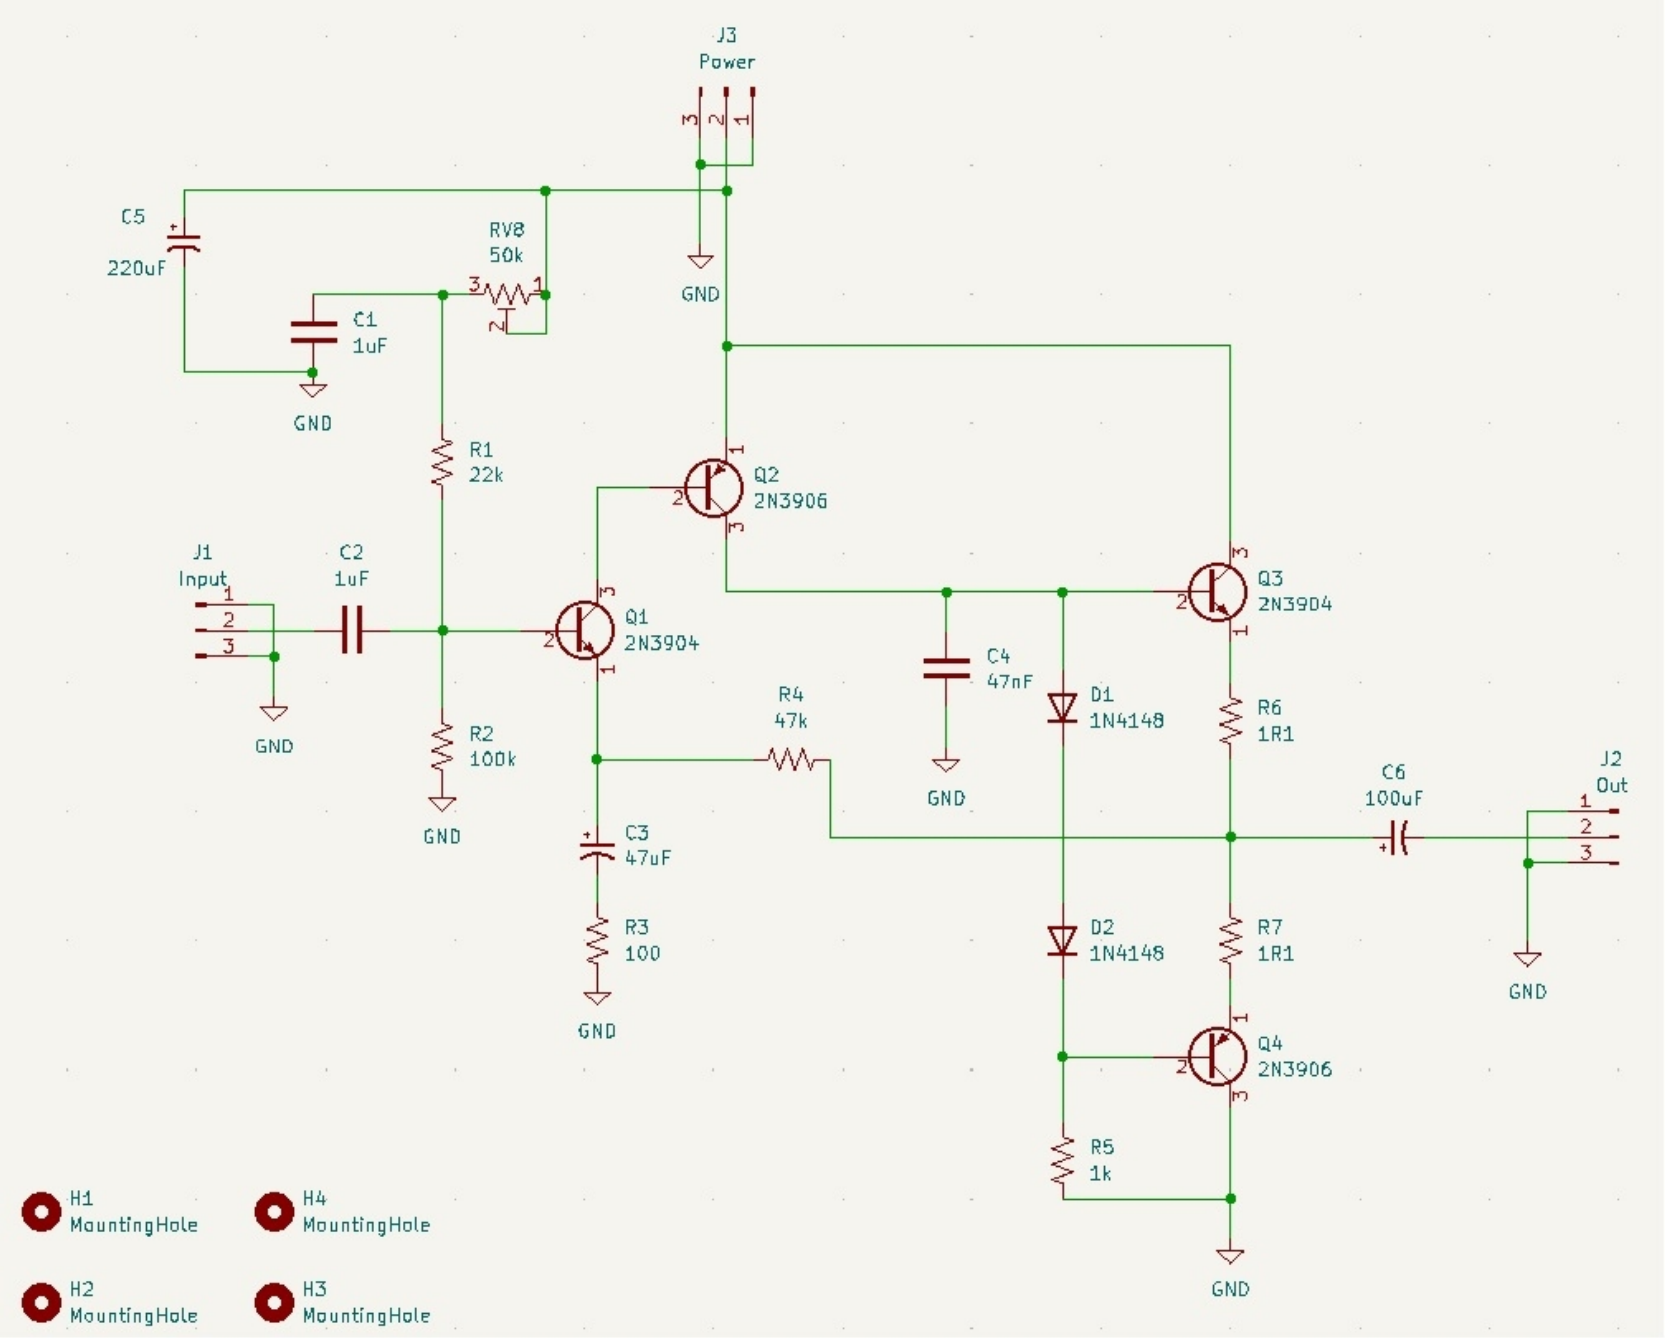 J3
Power
3
2
1
C5
220uF
RV8
50k
3
1
2
GND
C1
1uF
GND
R1
22k
1
2
3
Q2
2N3906
J1
Input
1
2
3
C2
1uF
3
2
1
Q1
2N3904
3
2
1
Q3
2N3904
GND
R2
100k
GND
R4
47k
C4
47nF
GND
D1
1N4148
R6
1R1
C6
100uF
J2
Out
1
2
3
GND
C3
47uF
R3
100
GND
D2
1N4148
R7
1R1
1
2
3
Q4
2N3906
R5
1k
GND
H1
MountingHole
H4
MountingHole
H2
MountingHole
H3
MountingHole